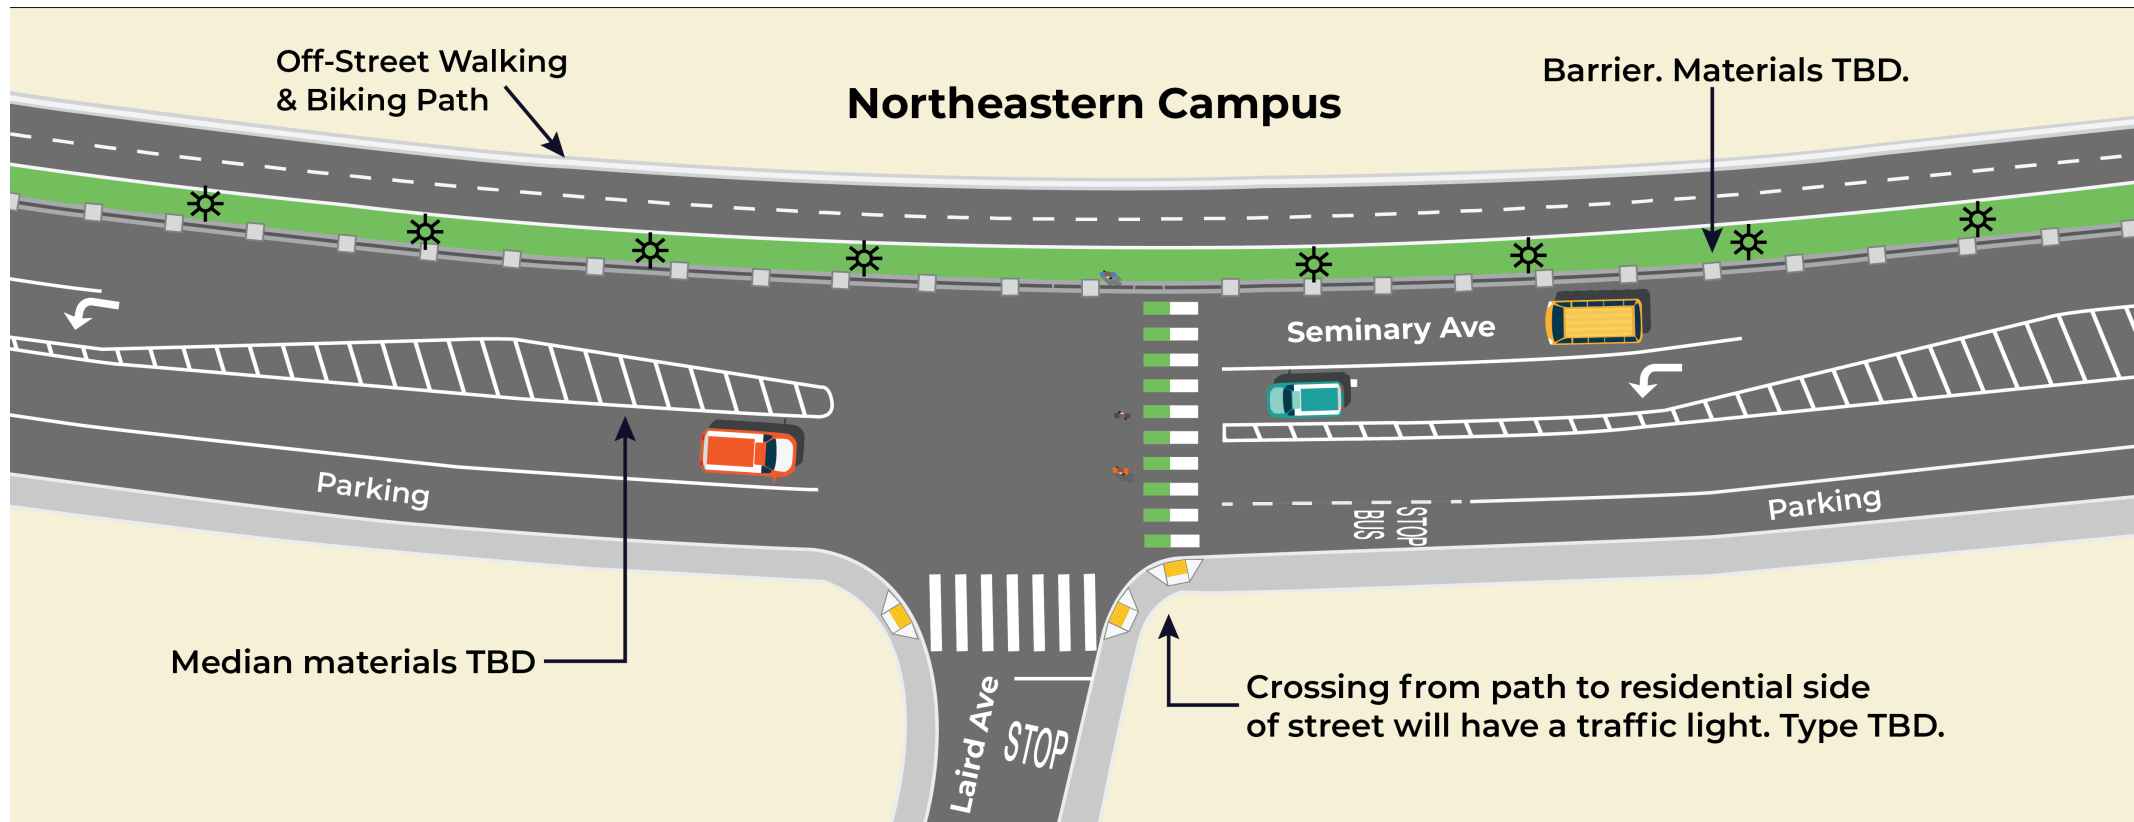 Off-Street Walking
& Biking Path
Northeastern Campus
Barrier. Materials TBD.
Seminary Ave
Parking
STOP
BUS
Parking
Median materials TBD
Laird Ave
STOP
Crossing from path to residential side
of street will have a traffic light. Type TBD.